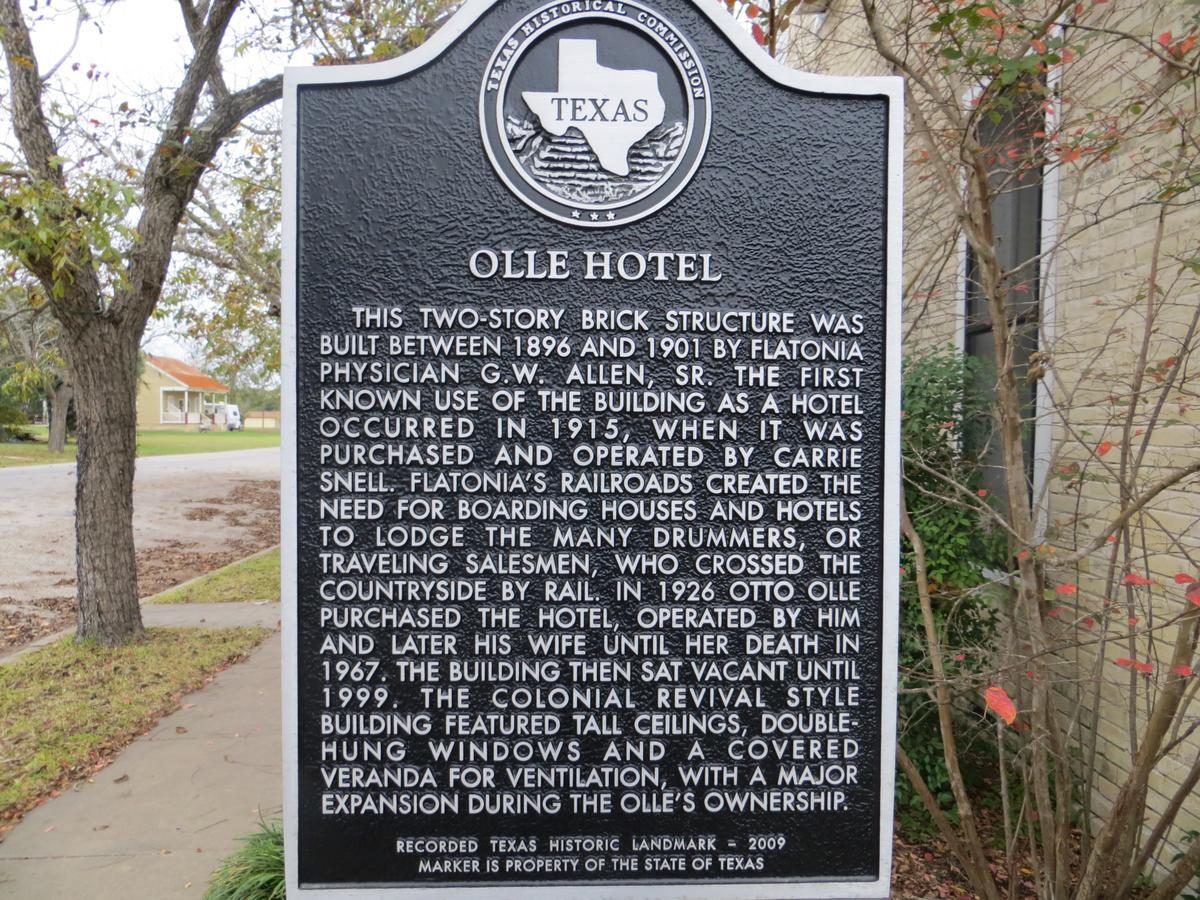 TEXAS HISTORICAL COMMISSION
TEXAS
OLLE HOTEL
THIS TWO-STORY BRICK STRUCTURE WAS
BUILT BETWEEN 1896 AND 1901 BY FLATONIA
PHYSICIAN G.W. ALLEN, SR. THE FIRST
KNOWN USE OF THE BUILDING AS A HOTEL
OCCURRED IN 1915, WHEN IT WAS
PURCHASED AND OPERATED BY CARRIE
SNELL. FLATONIA'S RAILROADS CREATED THE
NEED FOR BOARDING HOUSES AND HOTELS
TO LODGE THE MANY DRUMMERS, OR
TRAVELING SALESMEN, WHO CROSSED THE
COUNTRYSIDE BY RAIL. IN 1926 OTTO OLLE
PURCHASED THE HOTEL, OPERATED BY HIM
AND LATER HIS WIFE UNTIL HER DEATH IN
1967. THE BUILDING THEN SAT VACANT UNTIL
1999. THE COLONIAL REVIVAL STYLE
BUILDING FEATURED TALL CEILINGS, DOUBLE-
HUNG WINDOWS AND A COVERED
VERANDA FOR VENTILATION, WITH A MAJOR
EXPANSION DURING THE OLLE'S OWNERSHIP.
RECORDED TEXAS HISTORIC LANDMARK – 2009
MARKER IS PROPERTY OF THE STATE OF TEXAS